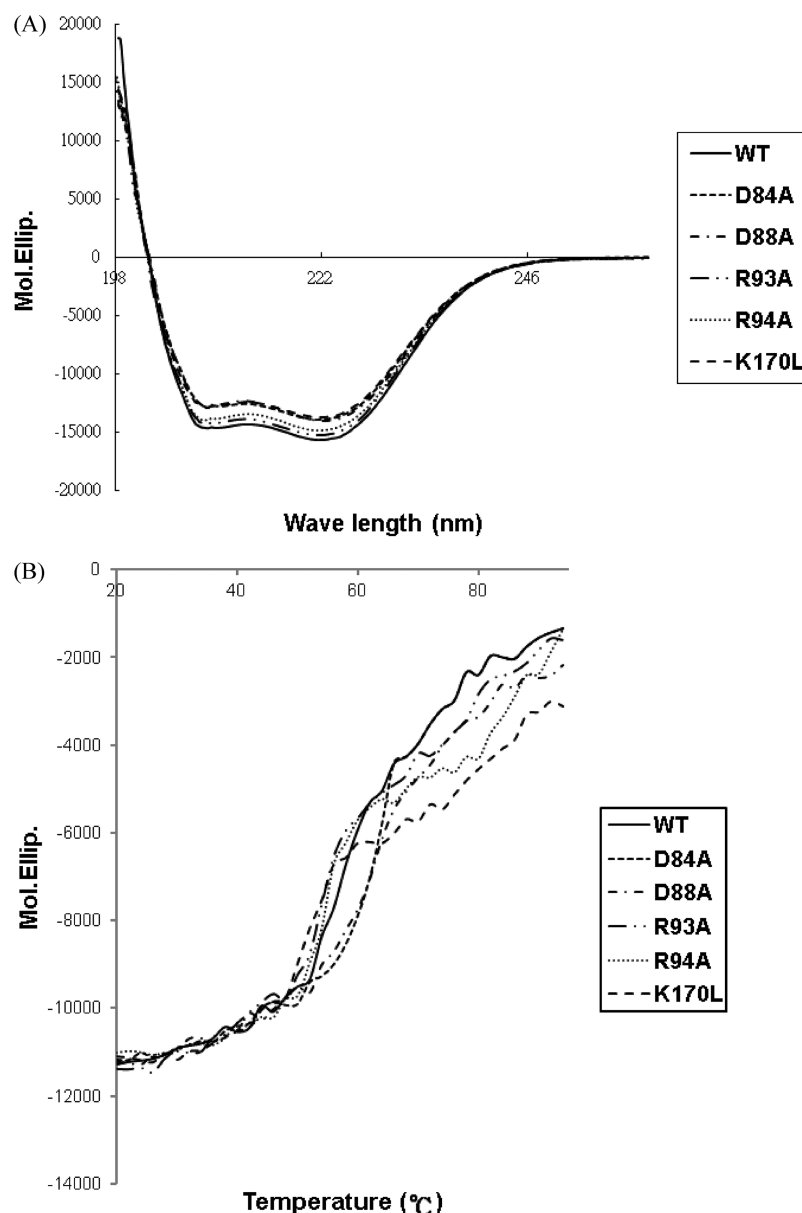 (A)
20000
15000
10000
5000
0
-5000
-10000
-15000
-20000
198
222
246
Mol.Ellip.
Wave length (nm)
WT
D84A
D88A
R93A
R94A
K170L
(B)
0
-2000
-4000
-6000
-8000
-10000
-12000
-14000
20
40
60
80
Mol.Ellip.
Temperature (℃)
WT
D84A
D88A
R93A
R94A
K170L